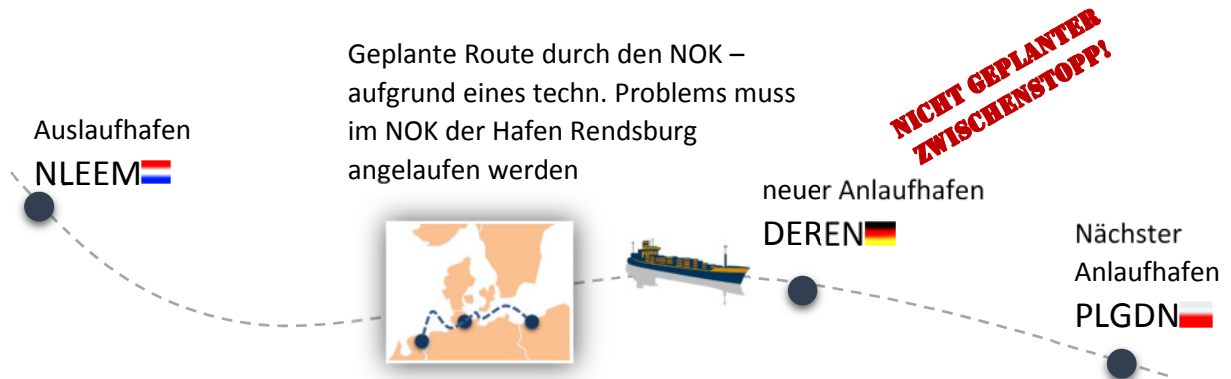 Auslaufhafen
NLEEM
Geplante Route durch den NOK –
aufgrund eines techn. Problems muss
im NOK der Hafen Rendsburg
angelaufen werden
NICHT GEPLANTER
ZWISCHENSTOPP!
neuer Anlaufhafen
DEREN
Nächster
Anlaufhafen
PLGDN